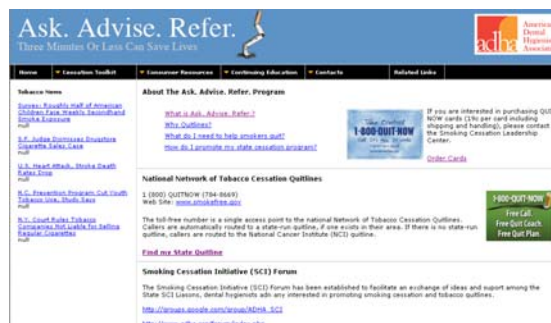 Ask. Advise. Refer.
Three Minutes Or Less Can Save Lives
adha
America
Dental
Hygienis
Associat
Home
Cessation Toolkit
Consumer Resources
Continuing Education
Contacts
Related Links
Tobacco News
Survey: Roughly Half of American
Children Face Weekly Secondhand
Smoke Exposure
null
S.F. Judge Dismisses Drugstore
Cigarette Sales Case
null
U.S. Heart Attack, Stroke Death
Rates Drop
null
N.C. Prevention Program Cut Youth
Tobacco Use, Study Says
null
N.Y. Court Rules Tobacco
Companies Not Liable for Selling
Regular Cigarettes
null
About The Ask. Advise. Refer. Program
What is Ask. Advise. Refer.?
Why Quitlines?
What do I need to help smokers quit?
How do I promote my state cessation program?
Take Control
1-800-QUIT-NOW
If you are interested in purchasing QUI
NOW cards (19¢ per card including
shipping and handling), please contact
the Smoking Cessation Leadership
Center.
Order Cards
National Network of Tobacco Cessation Quitlines
1 (800) QUITNOW (784-8669)
Web Site: www.smokefree.gov
The toll-free number is a single access point to the national Network of Tobacco Cessation Quitlines.
Callers are automatically routed to a state-run quitline, if one exists in their area. If there is no state-run
quitline, callers are routed to the National Cancer Institute (NCI) quitline.
Find my State Quitline
1-800-QUIT-NOW
Free Call.
Free Quit Coach.
Free Quit Plan.
Smoking Cessation Initiative (SCI) Forum
The Smoking Cessation Initiative (SCI) Forum has been established to facilitate an exchange of ideas and suport among the
State SCI Liasons, dental hygienists adn any interested in promoting smoking cessation and tobacco quitlines.
http://groups.google.com/group/ADHA_SCI